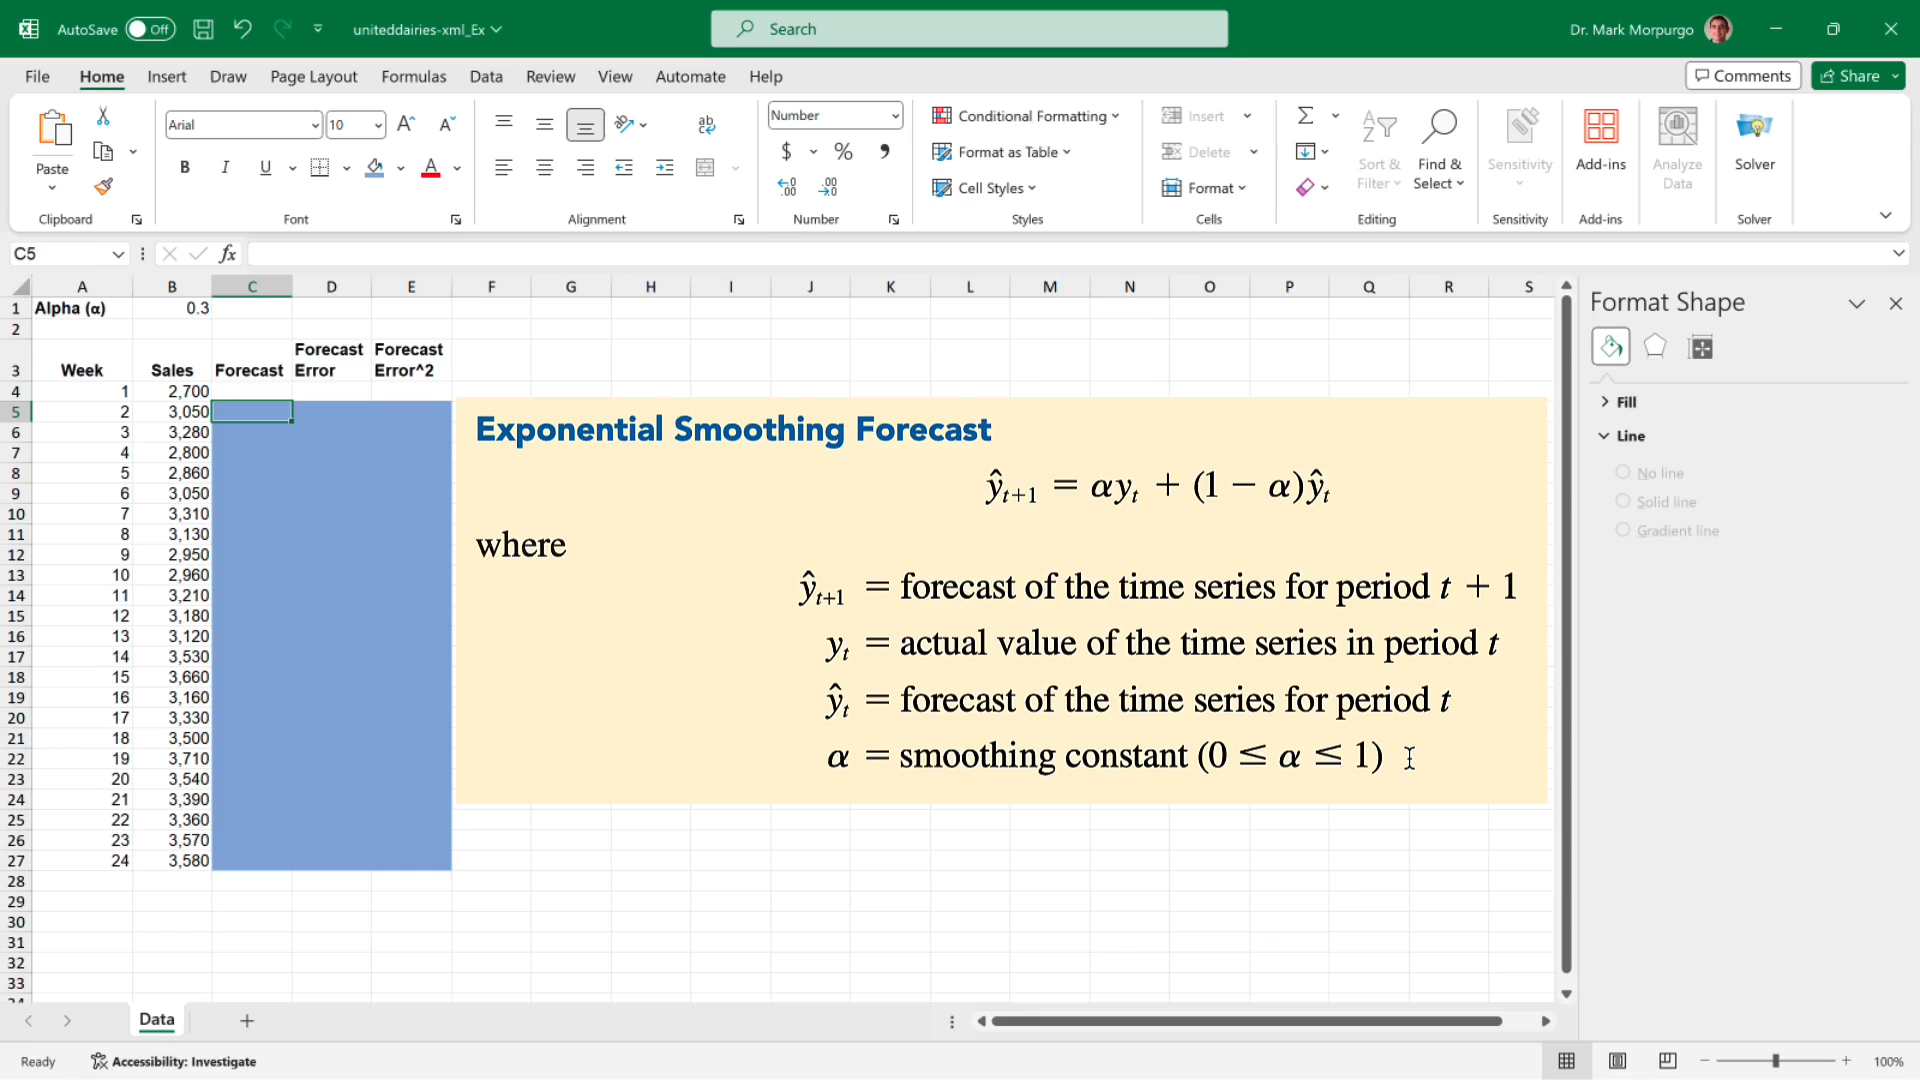 AutoSave Off uniteddairies-xml_Ex Search Dr. Mark Morpurgo
File Home Insert Draw Page Layout Formulas Data Review View Automate Help Comments Share
Paste
Clipboard
Arial 10
B I U A
Font
ab
Alignment
Number
$ % ,
Number
Conditional Formatting
Format as Table
Cell Styles
Styles
Insert
Delete
Format
Cells
Σ
Sort & Filter
Find & Select
Editing
Sensitivity
Sensitivity
Add-ins
Add-ins
Analyze Data
Solver
Solver
C5 fx
A B C D E F G H I J K L M N O P Q R S
1 Alpha (α) 0.3
2
3 Week Sales Forecast Forecast Error Forecast Error^2
4 1 2,700
5 2 3,050
6 3 3,280
7 4 2,800
8 5 2,860
9 6 3,050
10 7 3,310
11 8 3,130
12 9 2,950
13 10 2,960
14 11 3,210
15 12 3,180
16 13 3,120
17 14 3,530
18 15 3,660
19 16 3,160
20 17 3,330
21 18 3,500
22 19 3,710
23 20 3,540
24 21 3,390
25 22 3,360
26 23 3,570
27 24 3,580
28
29
30
31
32
33
Exponential Smoothing Forecast
ŷt+1 = αyt + (1 − α)ŷt
where
ŷt+1 = forecast of the time series for period t + 1
yt = actual value of the time series in period t
ŷt = forecast of the time series for period t
α = smoothing constant (0 ≤ α ≤ 1)
Format Shape
Fill
Line
No line
Solid line
Gradient line
Data
Ready Accessibility: Investigate 100%